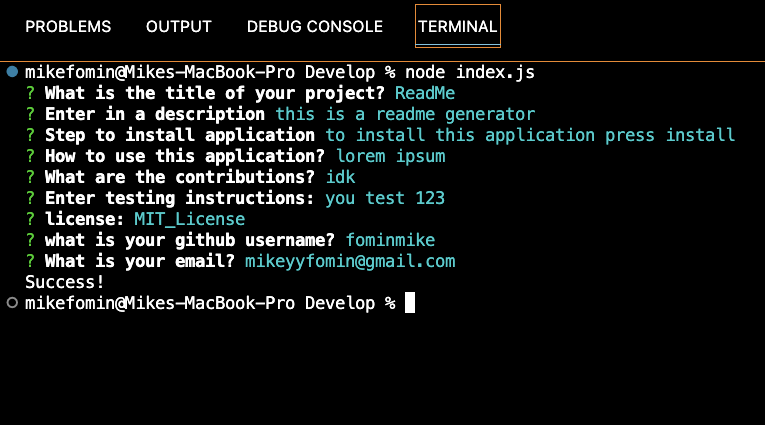 PROBLEMS OUTPUT DEBUG CONSOLE TERMINAL
mikefomin@Mikes-MacBook-Pro Develop % node index.js
? What is the title of your project? ReadMe
? Enter in a description this is a readme generator
? Step to install application to install this application press install
? How to use this application? lorem ipsum
? What are the contributions? idk
? Enter testing instructions: you test 123
? license: MIT_License
? what is your github username? fominmike
? What is your email? mikeyyfomin@gmail.com
Success!
mikefomin@Mikes-MacBook-Pro Develop %